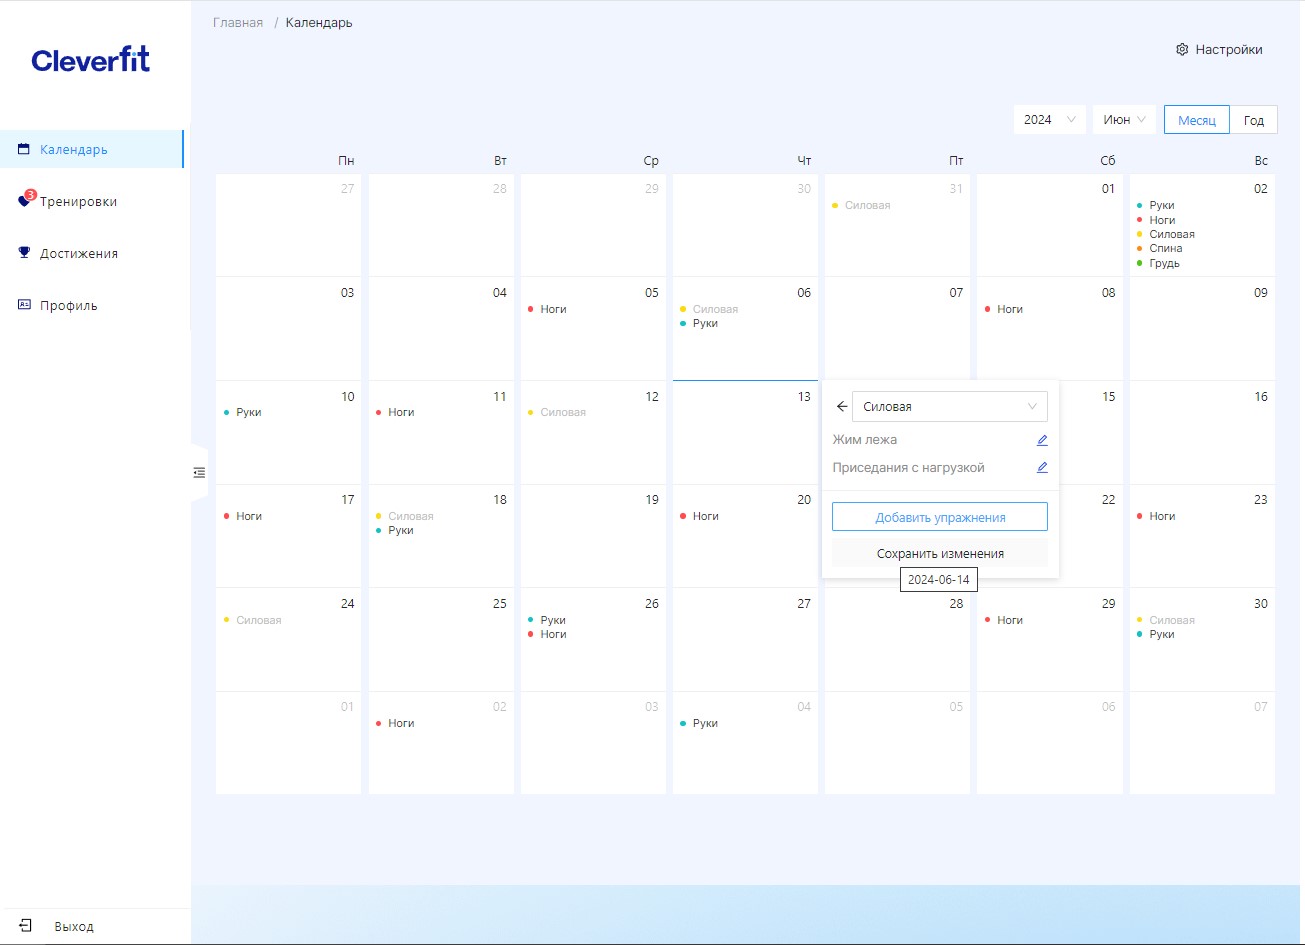 Главная / Календарь
Cleverfit
Настройки
2024 Июн Месяц Год
Календарь
3
Тренировки
Достижения
Профиль
Пн Вт Ср Чт Пт Сб Вс
27 28 29 30 31 01 02
Силовая
Руки
Ноги
Силовая
Спина
Грудь
03 04 05 06 07 08 09
Ноги
Силовая
Руки
Ноги
10 11 12 13 15 16
Руки
Ноги
Силовая
Силовая
Жим лежа
Приседания с нагрузкой
Добавить упражнения
Сохранить изменения
2024-06-14
17 18 19 20 22 23
Ноги
Силовая
Руки
Ноги
Ноги
24 25 26 27 28 29 30
Силовая
Руки
Ноги
Ноги
Силовая
Руки
01 02 03 04 05 06 07
Ноги
Руки
Выход